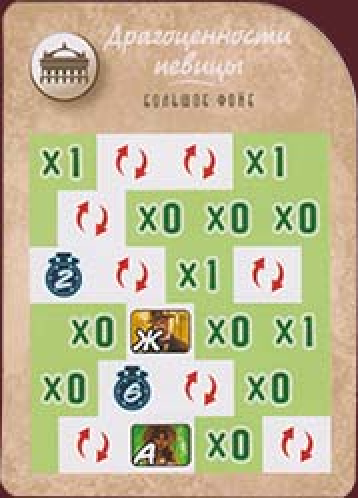 Драгоценности
певицы
БОЛЬШОЕ ФОЙЕ
x1 x1
x0 x0 x0
2 x1
x0 Ж x0 x1
x0 6 x0
А x0